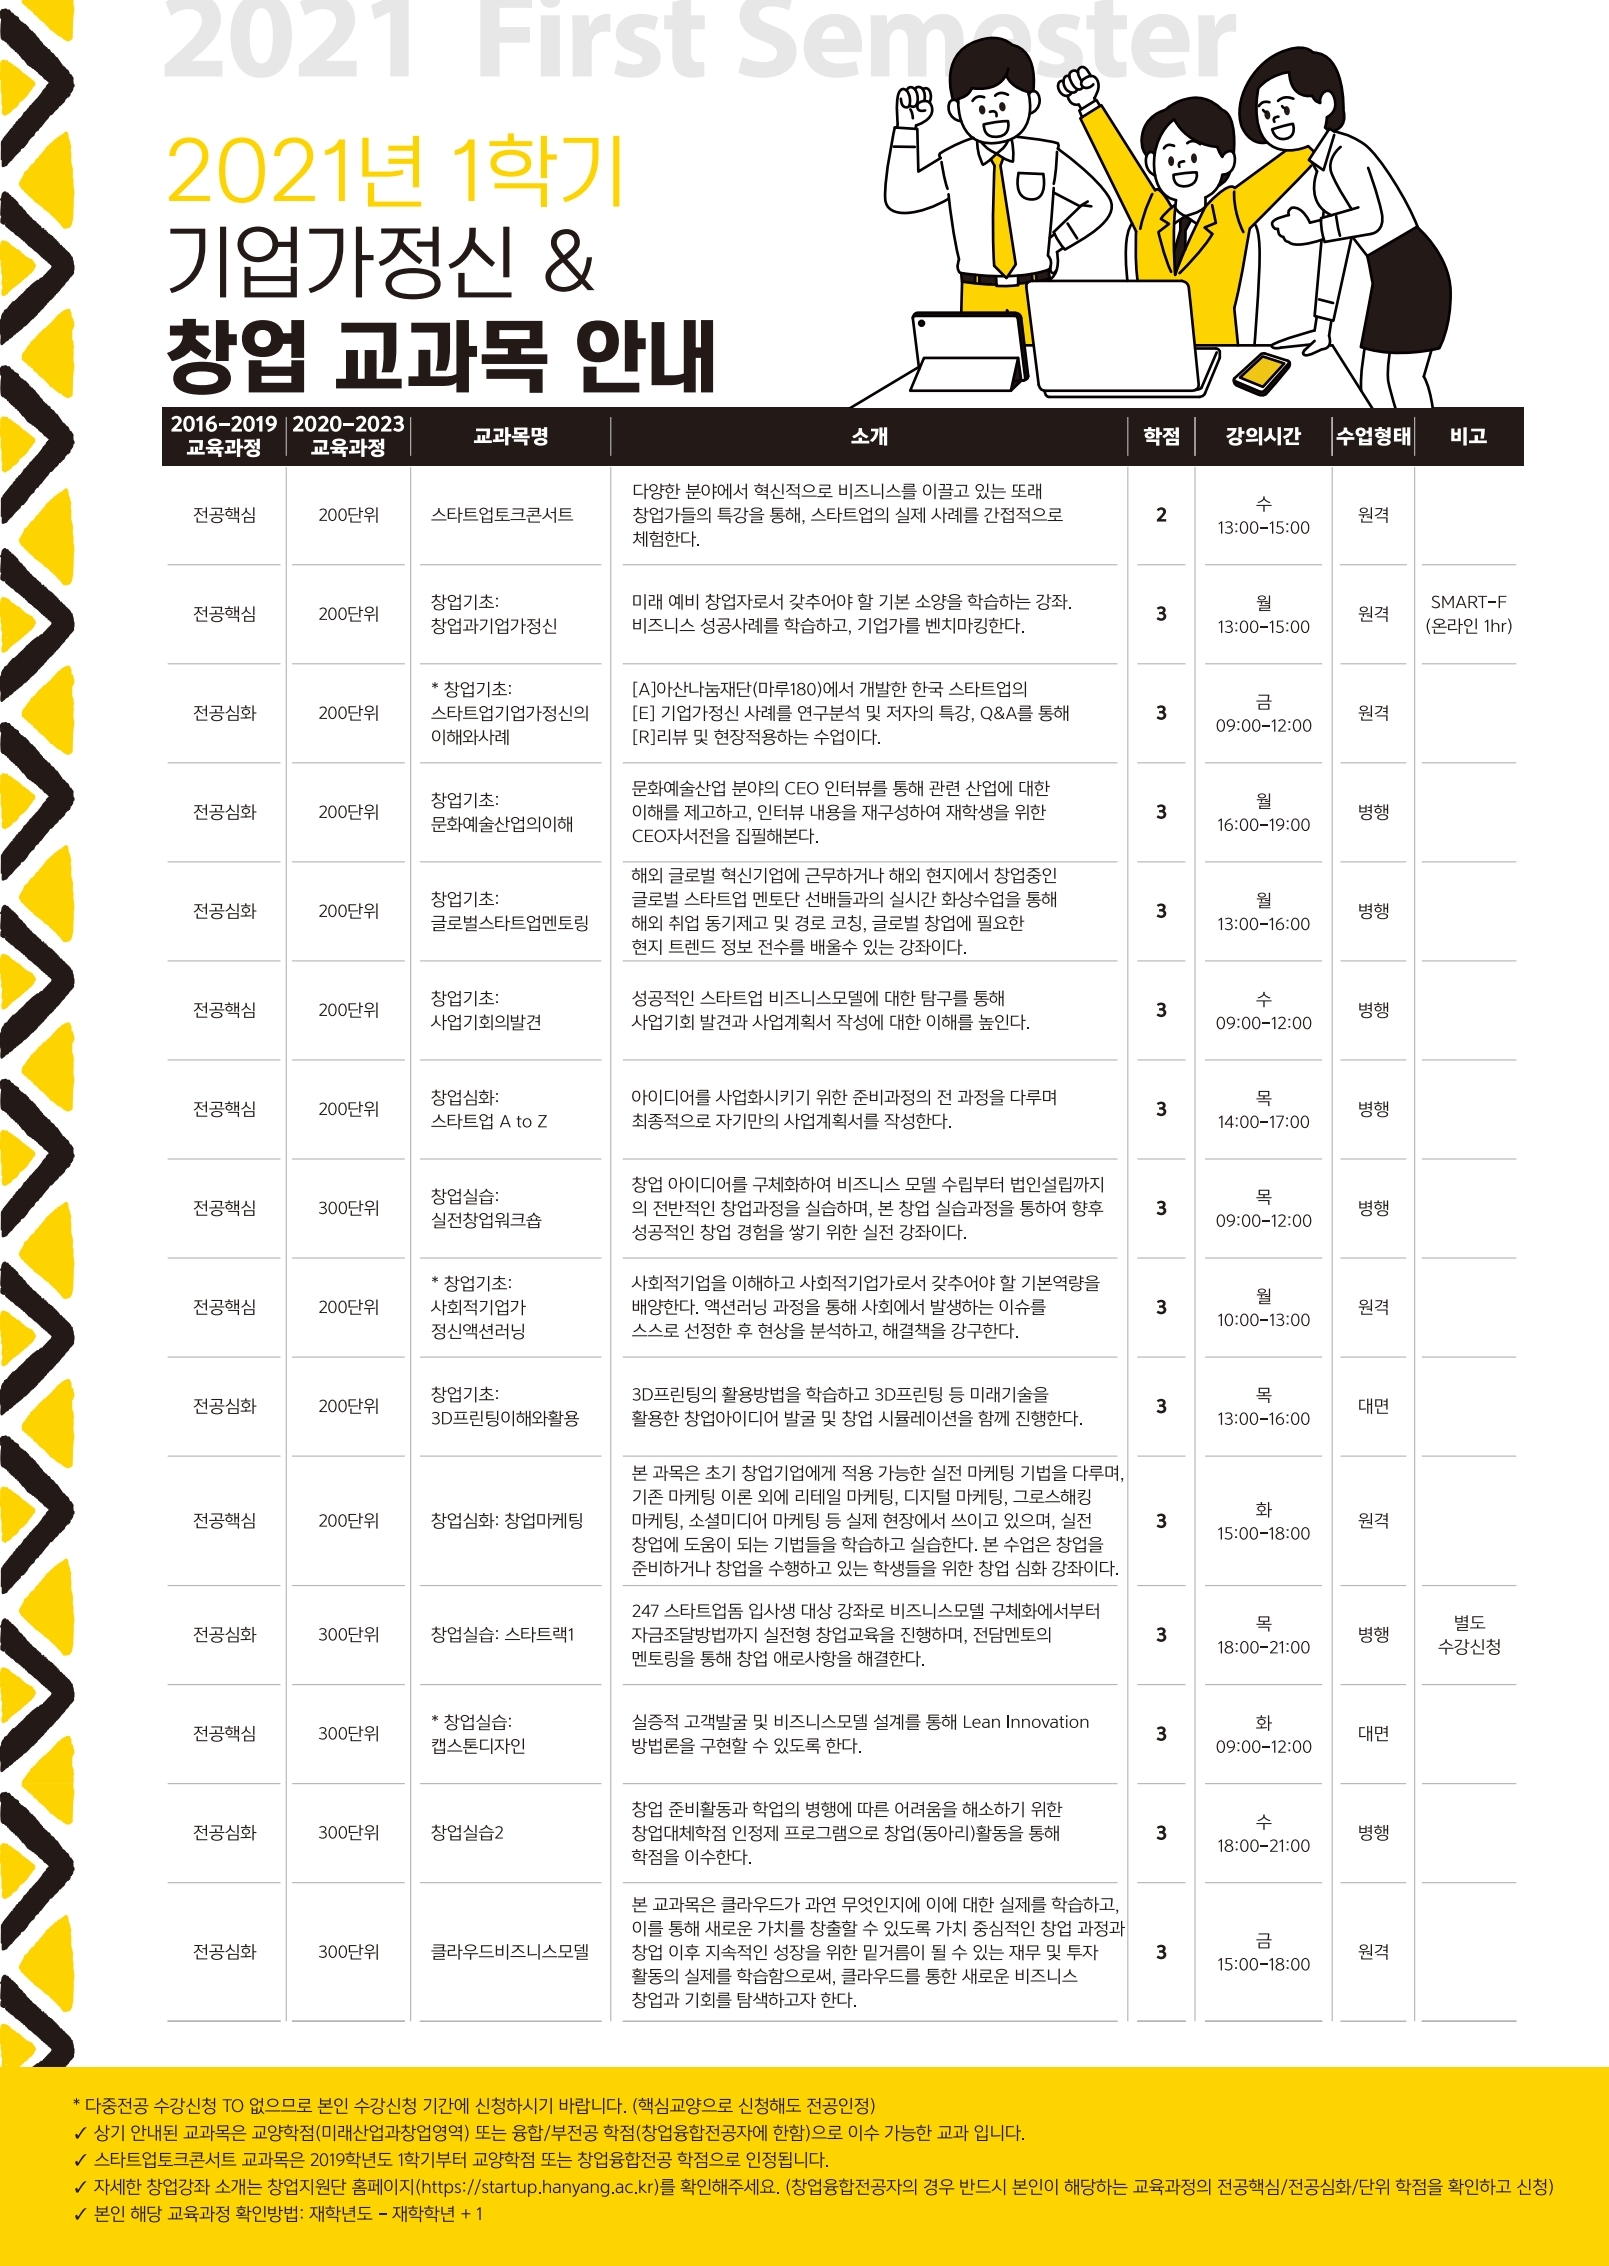 2021 First Semester
2021년 1학기
기업가정신 &
창업 교과목 안내
2016-2019 교육과정 2020-2023 교육과정 교과목명 소개 학점 강의시간 수업형태 비고
전공핵심 200단위 스타트업토크콘서트
다양한 분야에서 혁신적으로 비즈니스를 이끌고 있는 또래
창업가들의 특강을 통해, 스타트업의 실제 사례를 간접적으로
체험한다.
2
수
13:00-15:00
원격
전공핵심 200단위
창업기초:
창업과기업가정신
미래 예비 창업자로서 갖추어야 할 기본 소양을 학습하는 강좌.
비즈니스 성공사례를 학습하고, 기업가를 벤치마킹한다.
3
월
13:00-15:00
원격
SMART-F
(온라인 1hr)
전공심화 200단위
* 창업기초:
스타트업기업가정신의
이해와사례
[A]아산나눔재단(마루180)에서 개발한 한국 스타트업의
[E] 기업가정신 사례를 연구분석 및 저자의 특강, Q&A를 통해
[R]리뷰 및 현장적용하는 수업이다.
3
금
09:00-12:00
원격
전공심화 200단위
창업기초:
문화예술산업의이해
문화예술산업 분야의 CEO 인터뷰를 통해 관련 산업에 대한
이해를 제고하고, 인터뷰 내용을 재구성하여 재학생을 위한
CEO자서전을 집필해본다.
3
월
16:00-19:00
병행
전공심화 200단위
창업기초:
글로벌스타트업멘토링
해외 글로벌 혁신기업에 근무하거나 해외 현지에서 창업중인
글로벌 스타트업 멘토단 선배들과의 실시간 화상수업을 통해
해외 취업 동기제고 및 경로 코칭, 글로벌 창업에 필요한
현지 트렌드 정보 전수를 배울수 있는 강좌이다.
3
월
13:00-16:00
병행
전공핵심 200단위
창업기초:
사업기회의발견
성공적인 스타트업 비즈니스모델에 대한 탐구를 통해
사업기회 발견과 사업계획서 작성에 대한 이해를 높인다.
3
수
09:00-12:00
병행
전공핵심 200단위
창업심화:
스타트업 A to Z
아이디어를 사업화시키기 위한 준비과정의 전 과정을 다루며
최종적으로 자기만의 사업계획서를 작성한다.
3
목
14:00-17:00
병행
전공핵심 300단위
창업실습:
실전창업워크숍
창업 아이디어를 구체화하여 비즈니스 모델 수립부터 법인설립까지
의 전반적인 창업과정을 실습하며, 본 창업 실습과정을 통하여 향후
성공적인 창업 경험을 쌓기 위한 실전 강좌이다.
3
목
09:00-12:00
병행
전공핵심 200단위
* 창업기초:
사회적기업가
정신액션러닝
사회적기업을 이해하고 사회적기업가로서 갖추어야 할 기본역량을
배양한다. 액션러닝 과정을 통해 사회에서 발생하는 이슈를
스스로 선정한 후 현상을 분석하고, 해결책을 강구한다.
3
월
10:00-13:00
원격
전공심화 200단위
창업기초:
3D프린팅이해와활용
3D프린팅의 활용방법을 학습하고 3D프린팅 등 미래기술을
활용한 창업아이디어 발굴 및 창업 시뮬레이션을 함께 진행한다.
3
목
13:00-16:00
대면
전공핵심 200단위 창업심화: 창업마케팅
본 과목은 초기 창업기업에게 적용 가능한 실전 마케팅 기법을 다루며,
기존 마케팅 이론 외에 리테일 마케팅, 디지털 마케팅, 그로스해킹
마케팅, 소셜미디어 마케팅 등 실제 현장에서 쓰이고 있으며, 실전
창업에 도움이 되는 기법들을 학습하고 실습한다. 본 수업은 창업을
준비하거나 창업을 수행하고 있는 학생들을 위한 창업 심화 강좌이다.
3
화
15:00-18:00
원격
전공심화 300단위 창업실습: 스타트랙1
247 스타트업돔 입사생 대상 강좌로 비즈니스모델 구체화에서부터
자금조달방법까지 실전형 창업교육을 진행하며, 전담멘토의
멘토링을 통해 창업 애로사항을 해결한다.
3
목
18:00-21:00
병행
별도
수강신청
전공핵심 300단위
* 창업실습:
캡스톤디자인
실증적 고객발굴 및 비즈니스모델 설계를 통해 Lean Innovation
방법론을 구현할 수 있도록 한다.
3
화
09:00-12:00
대면
전공심화 300단위 창업실습2
창업 준비활동과 학업의 병행에 따른 어려움을 해소하기 위한
창업대체학점 인정제 프로그램으로 창업(동아리)활동을 통해
학점을 이수한다.
3
수
18:00-21:00
병행
전공심화 300단위 클라우드비즈니스모델
본 교과목은 클라우드가 과연 무엇인지에 이에 대한 실제를 학습하고,
이를 통해 새로운 가치를 창출할 수 있도록 가치 중심적인 창업 과정과
창업 이후 지속적인 성장을 위한 밑거름이 될 수 있는 재무 및 투자
활동의 실제를 학습함으로써, 클라우드를 통한 새로운 비즈니스
창업과 기회를 탐색하고자 한다.
3
금
15:00-18:00
원격
* 다중전공 수강신청 TO 없으므로 본인 수강신청 기간에 신청하시기 바랍니다. (핵심교양으로 신청해도 전공인정)
✓ 상기 안내된 교과목은 교양학점(미래산업과창업영역) 또는 융합/부전공 학점(창업융합전공자에 한함)으로 이수 가능한 교과 입니다.
✓ 스타트업토크콘서트 교과목은 2019학년도 1학기부터 교양학점 또는 창업융합전공 학점으로 인정됩니다.
✓ 자세한 창업강좌 소개는 창업지원단 홈페이지(https://startup.hanyang.ac.kr)를 확인해주세요. (창업융합전공자의 경우 반드시 본인이 해당하는 교육과정의 전공핵심/전공심화/단위 학점을 확인하고 신청)
✓ 본인 해당 교육과정 확인방법: 재학년도 - 재학학년 + 1